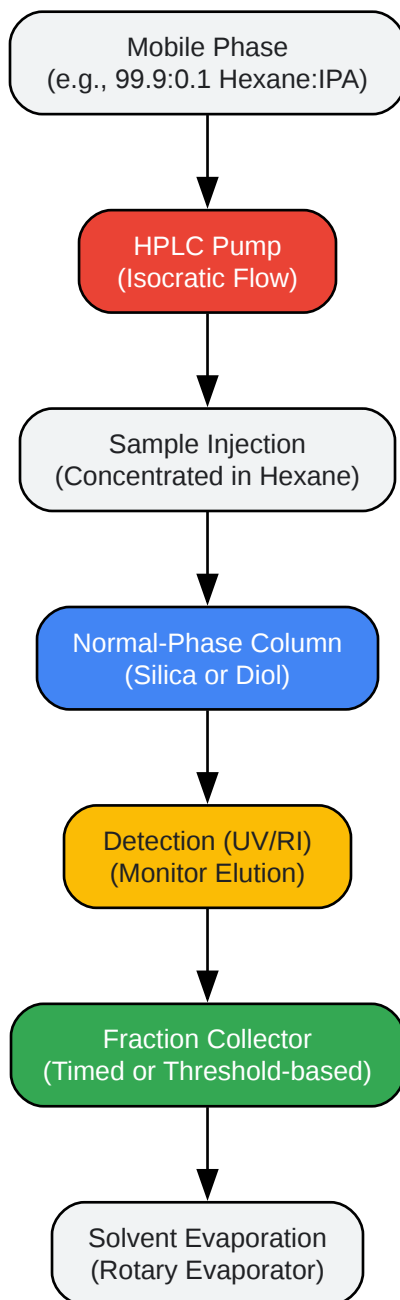 Mobile Phase
(e.g., 99.9:0.1 Hexane:IPA)
HPLC Pump
(Isocratic Flow)
Sample Injection
(Concentrated in Hexane)
Normal-Phase Column
(Silica or Diol)
Detection (UV/RI)
(Monitor Elution)
Fraction Collector
(Timed or Threshold-based)
Solvent Evaporation
(Rotary Evaporator)